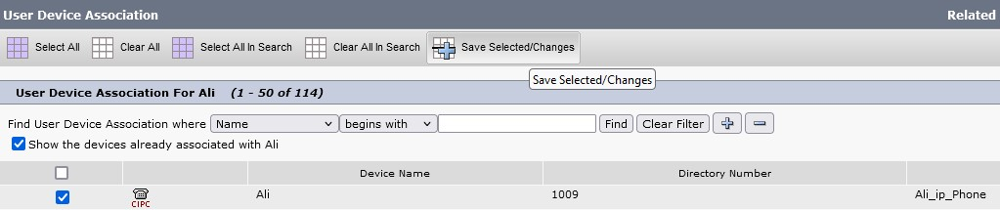 User Device Association Related
Select All Clear All Select All In Search Clear All In Search Save Selected/Changes
Save Selected/Changes
User Device Association For Ali (1 - 50 of 114)
Find User Device Association where Name begins with Find Clear Filter
Show the devices already associated with Ali
Device Name Directory Number
CIPC Ali 1009 Ali_ip_Phone